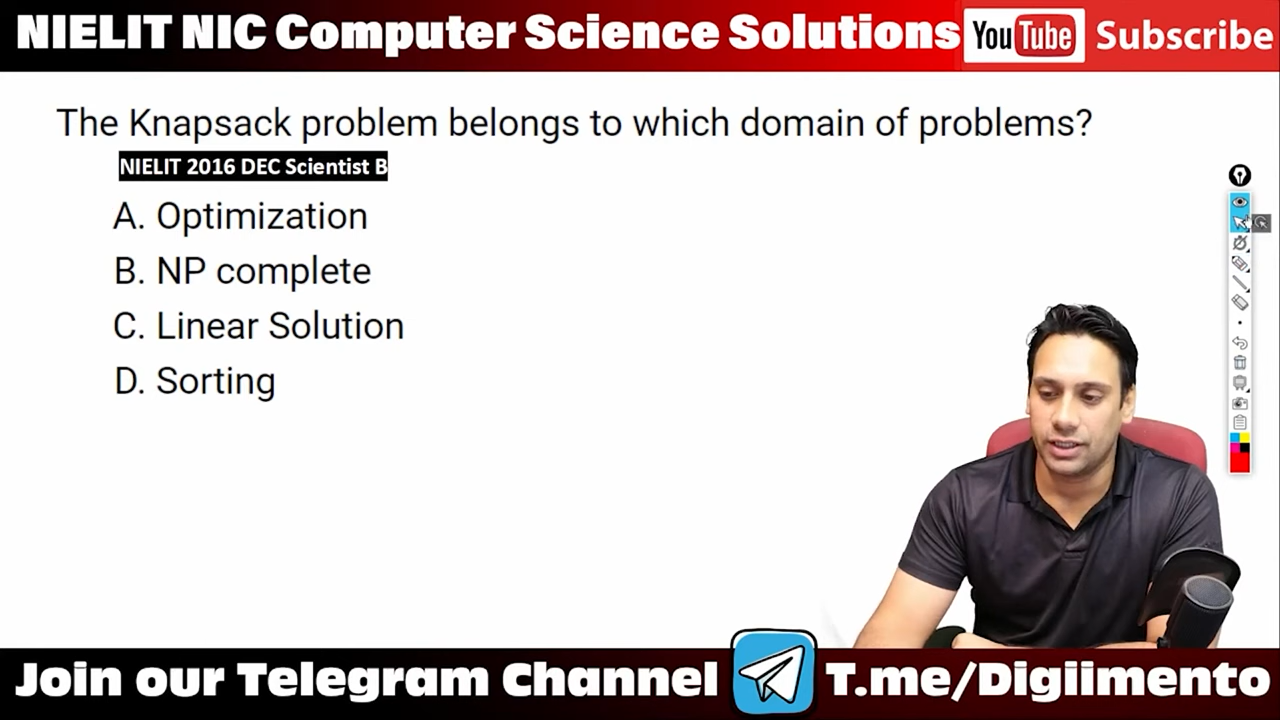 NIELIT NIC Computer Science Solutions YouTube Subscribe
The Knapsack problem belongs to which domain of problems?
NIELIT 2016 DEC Scientist B
A. Optimization
B. NP complete
C. Linear Solution
D. Sorting
Join our Telegram Channel T.me/Digiimento